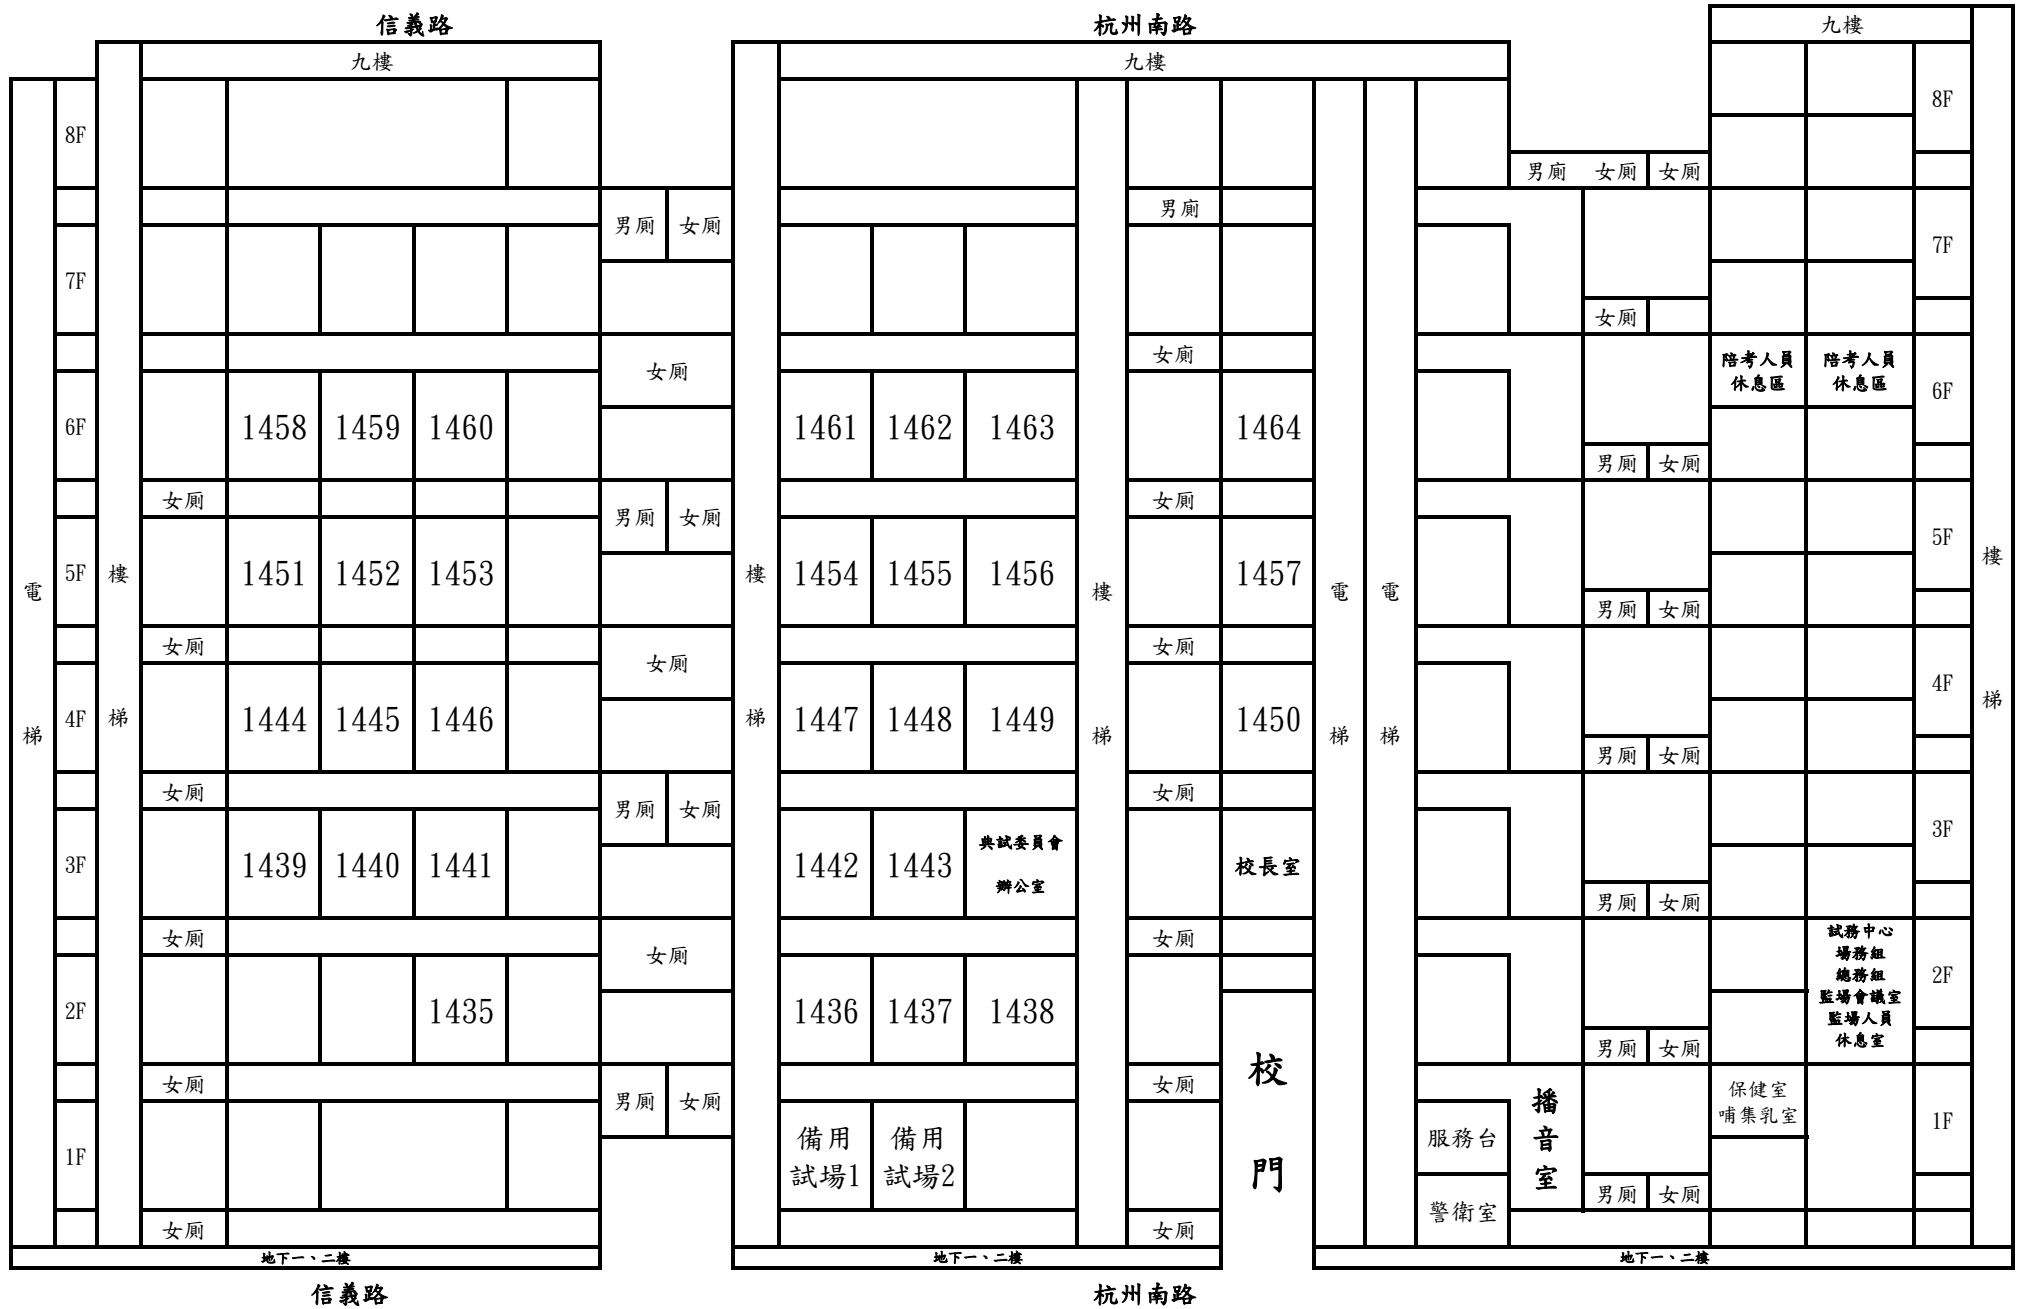 信義路
杭州南路
九樓
九樓
九樓
8F
8F
男廁 女廁 女廁
男廁 女廁
男廁
7F
7F
女廁
女廁
女廁
陪考人員
休息區
陪考人員
休息區
6F
1458 1459 1460
1461 1462 1463
1464
6F
男廁 女廁
女廁
男廁 女廁
女廁
5F
1451 1452 1453
1454 1455 1456
1457
5F
男廁 女廁
電梯
樓梯
樓梯
樓梯
電梯
電梯
樓梯
女廁
女廁
女廁
4F
1444 1445 1446
1447 1448 1449
1450
4F
男廁 女廁
女廁
男廁 女廁
女廁
3F
1439 1440 1441
1442 1443
典試委員會
辦公室
校長室
3F
男廁 女廁
女廁
女廁
女廁
試務中心
場務組
總務組
監場會議室
監場人員
休息室
2F
1435
1436 1437 1438
2F
男廁 女廁
女廁
男廁 女廁
女廁
校門
播音室
保健室
哺集乳室
1F
備用
試場1
備用
試場2
服務台
1F
男廁 女廁
警衛室
女廁
女廁
地下一、二樓
地下一、二樓
地下一、二樓
信義路
杭州南路